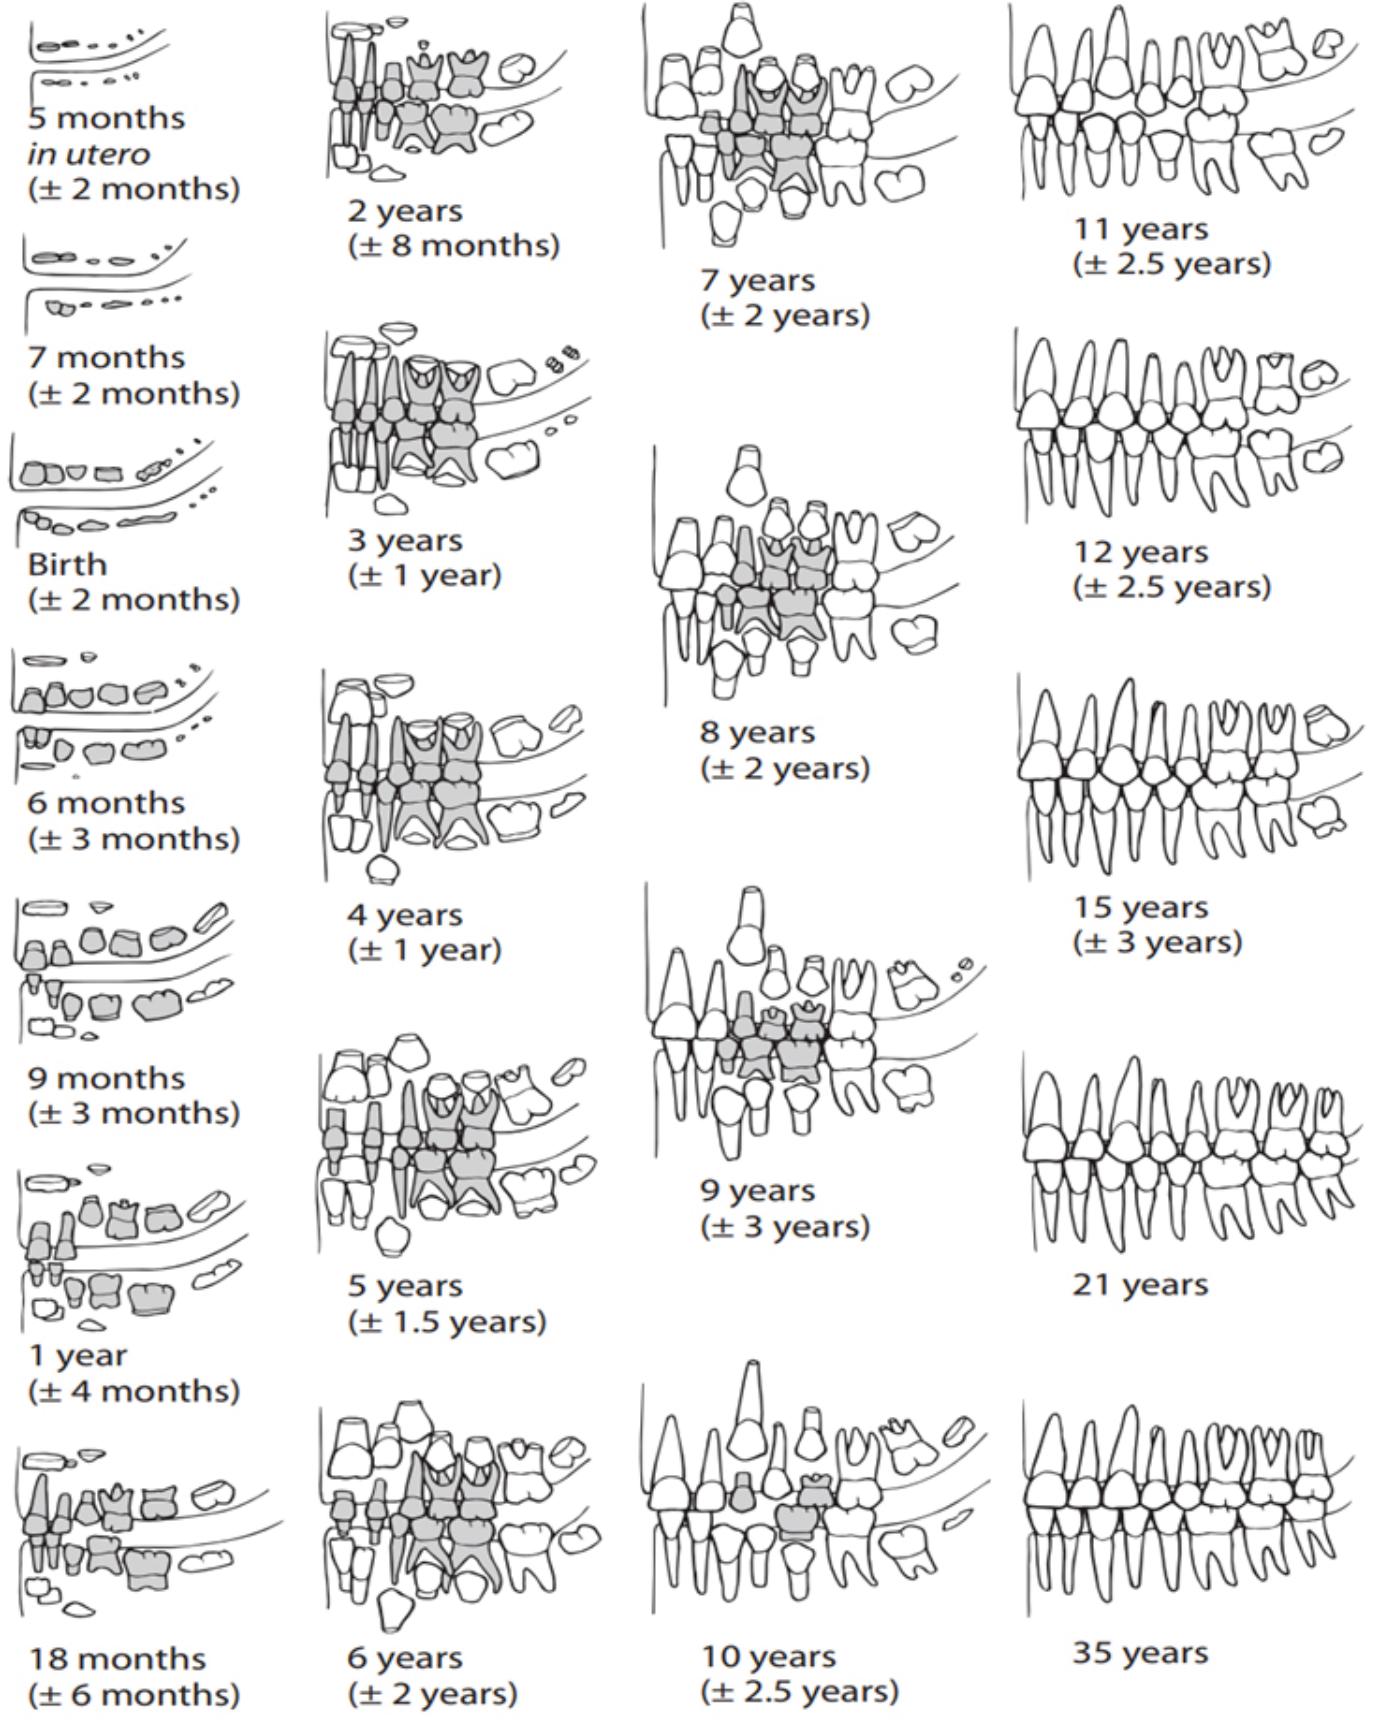 5 months
in utero
(± 2 months)
7 months
(± 2 months)
Birth
(± 2 months)
6 months
(± 3 months)
9 months
(± 3 months)
1 year
(± 4 months)
18 months
(± 6 months)
2 years
(± 8 months)
3 years
(± 1 year)
4 years
(± 1 year)
5 years
(± 1.5 years)
6 years
(± 2 years)
7 years
(± 2 years)
8 years
(± 2 years)
9 years
(± 3 years)
10 years
(± 2.5 years)
11 years
(± 2.5 years)
12 years
(± 2.5 years)
15 years
(± 3 years)
21 years
35 years